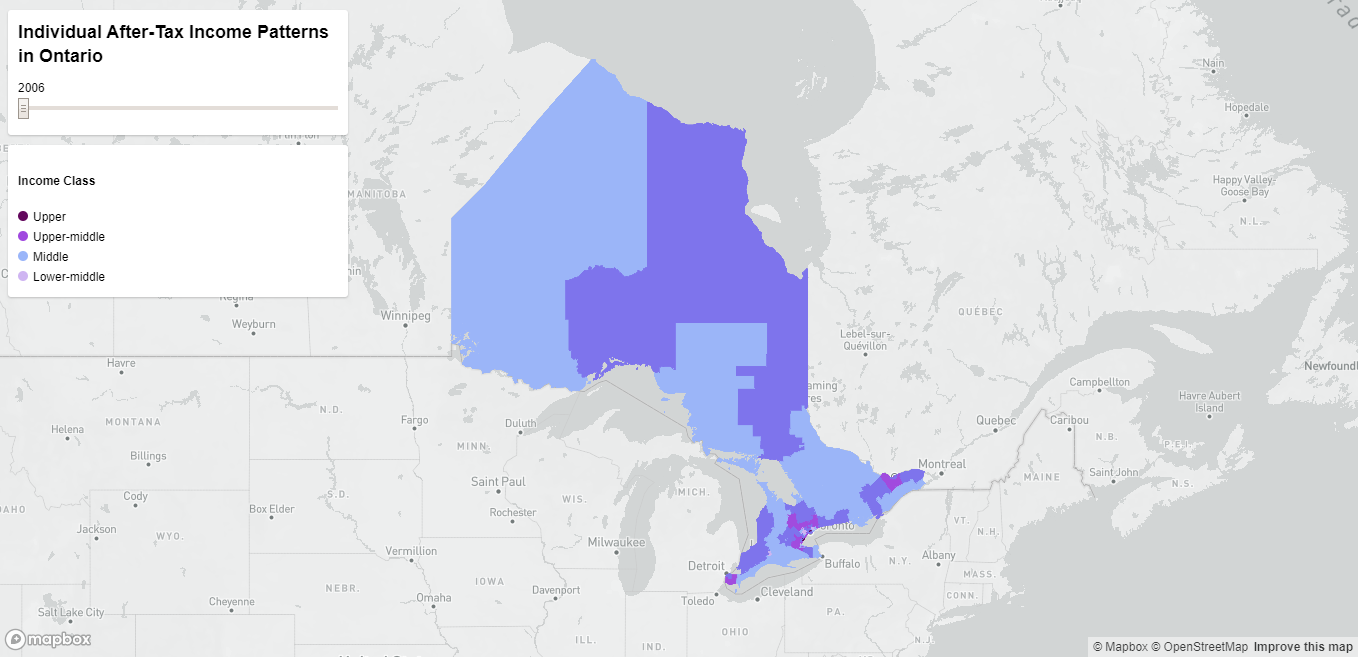 Individual After-Tax Income Patterns
in Ontario
2006
Income Class
Upper
Upper-middle
Middle
Lower-middle
MANITOBA
Winnipeg
Regina
Weyburn
Havre
MONTANA
Helena
Billings
Cody
Jackson
WYO.
Salt Lake City
Cheyenne
N.D.
Fargo
S.D.
Box Elder
Vermillion
NEBR.
Omaha
MINN.
Duluth
Saint Paul
Rochester
WIS.
Milwaukee
IOWA
Davenport
ILL.
IND.
MICH.
Detroit
Toledo
OHIO
Cleveland
PA.
Buffalo
N.Y.
Albany
MASS.
CONN.
N.J.
VT.
N.H.
MAINE
Montreal
Quebec
QUÉBEC
Lebel-sur-
Quévillon
Caribou
Campbellton
N.B.
Saint John
P.E.I.
N.S.
Havre Aubert
Island
Newfoundl
Nain
Hopedale
Happy Valley-
Goose Bay
N.L.
mapbox
© Mapbox © OpenStreetMap Improve this map